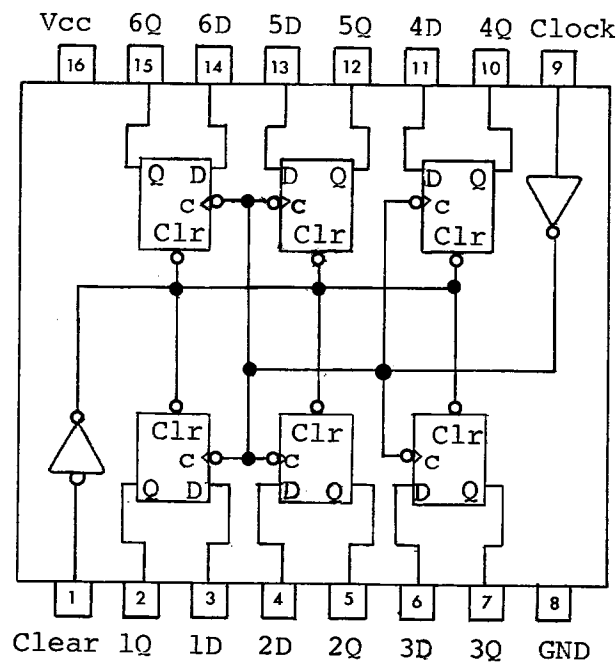 Vcc 6Q 6D 5D 5Q 4D 4Q Clock
16 15 14 13 12 11 10 9
Q D D Q D Q
C C C
Clr Clr Clr
Clr Clr Clr
C C C
Q D D Q D Q
1 2 3 4 5 6 7 8
Clear 1Q 1D 2D 2Q 3D 3Q GND